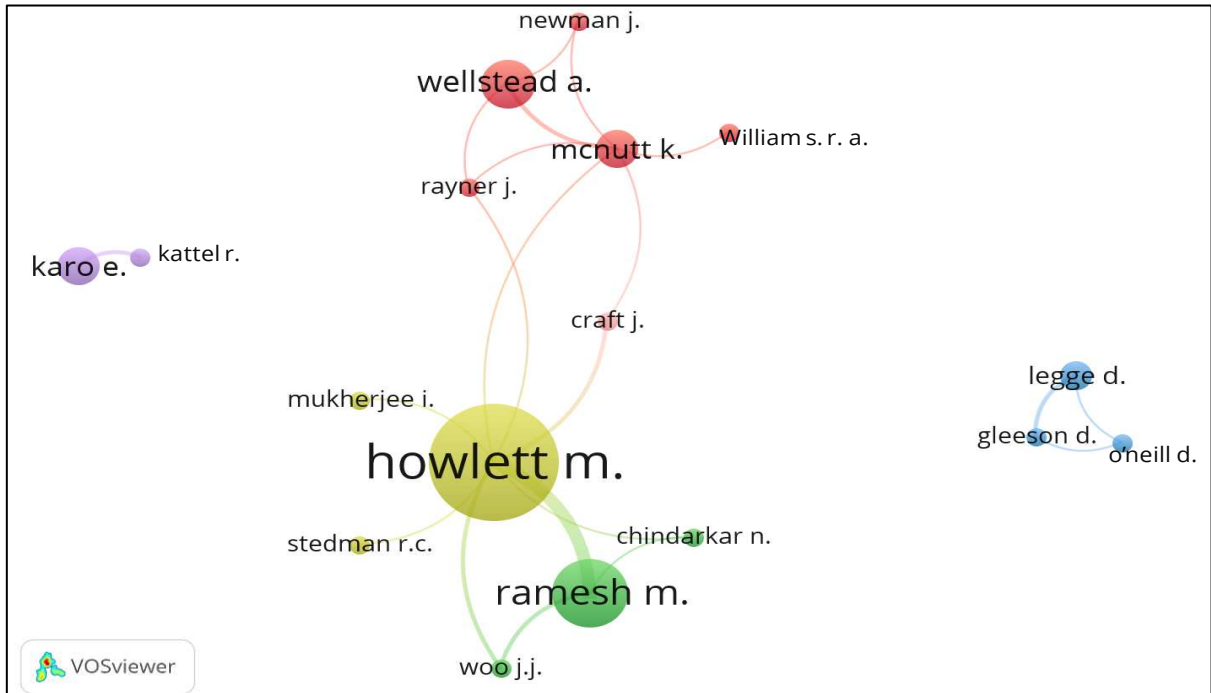 newman j.
wellstead a.
mcnutt k.
William s. r. a.
rayner j.
karo e.
kattel r.
craft j.
mukherjee i.
legge d.
gleeson d.
o'neill d.
howlett m.
stedman r.c.
chindarkar n.
ramesh m.
woo j.j.
VOSviewer